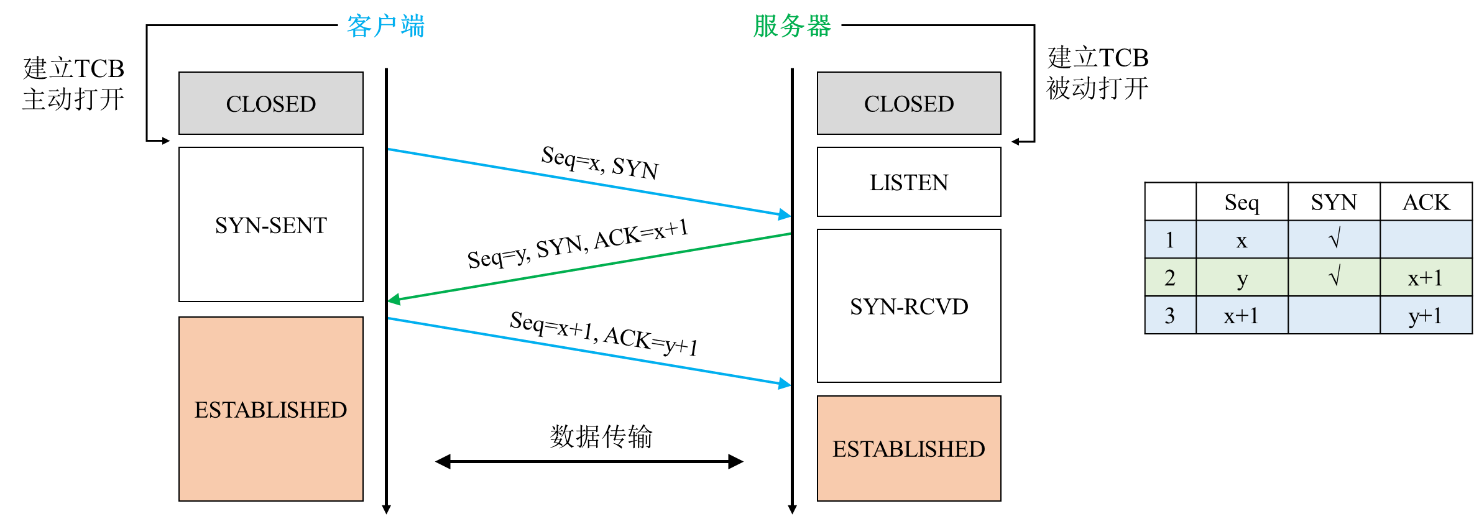 客户端
服务器
建立TCB
主动打开
建立TCB
被动打开
CLOSED
CLOSED
Seq=x, SYN
LISTEN
SYN-SENT
Seq=y, SYN, ACK=x+1
SYN-RCVD
Seq=x+1, ACK=y+1
ESTABLISHED
数据传输
ESTABLISHED
Seq SYN ACK
1 x √
2 y √ x+1
3 x+1 y+1